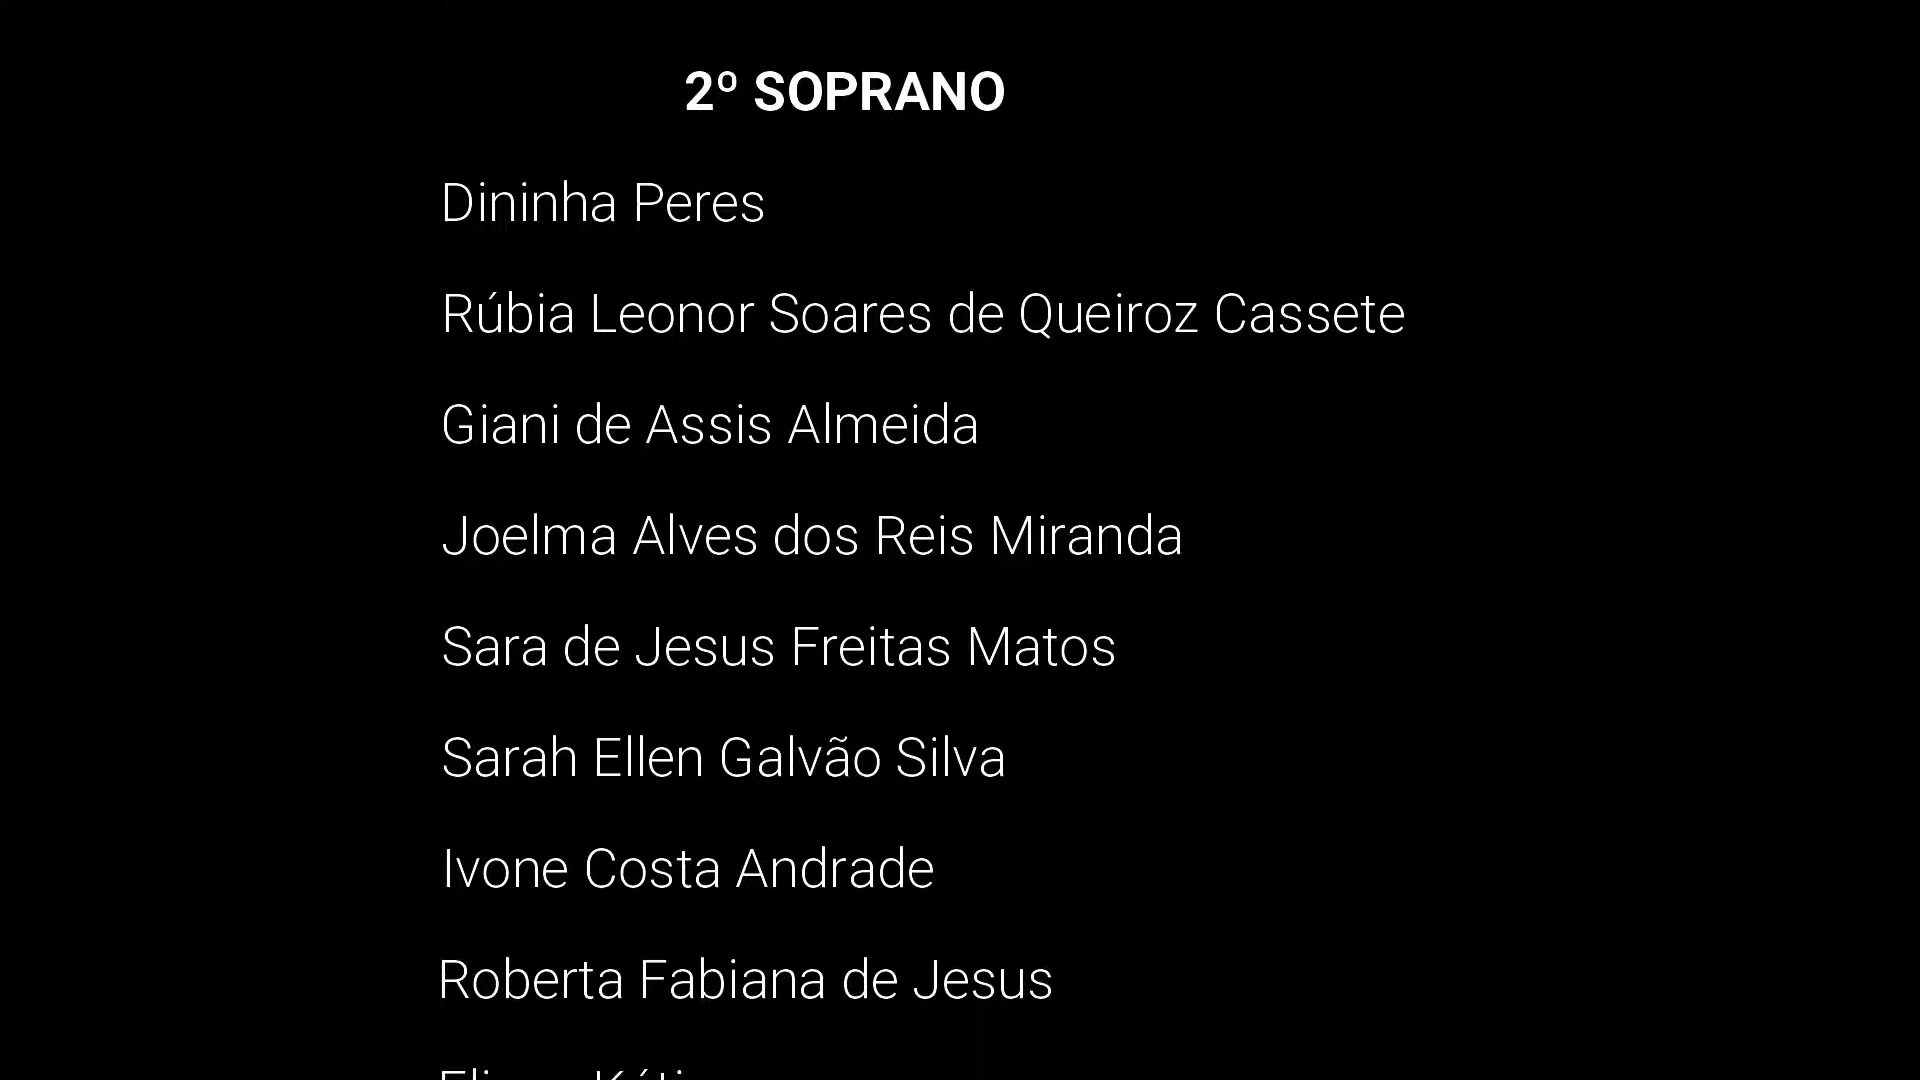 2º SOPRANO
Dininha Peres
Rúbia Leonor Soares de Queiroz Cassete
Giani de Assis Almeida
Joelma Alves dos Reis Miranda
Sara de Jesus Freitas Matos
Sarah Ellen Galvão Silva
Ivone Costa Andrade
Roberta Fabiana de Jesus